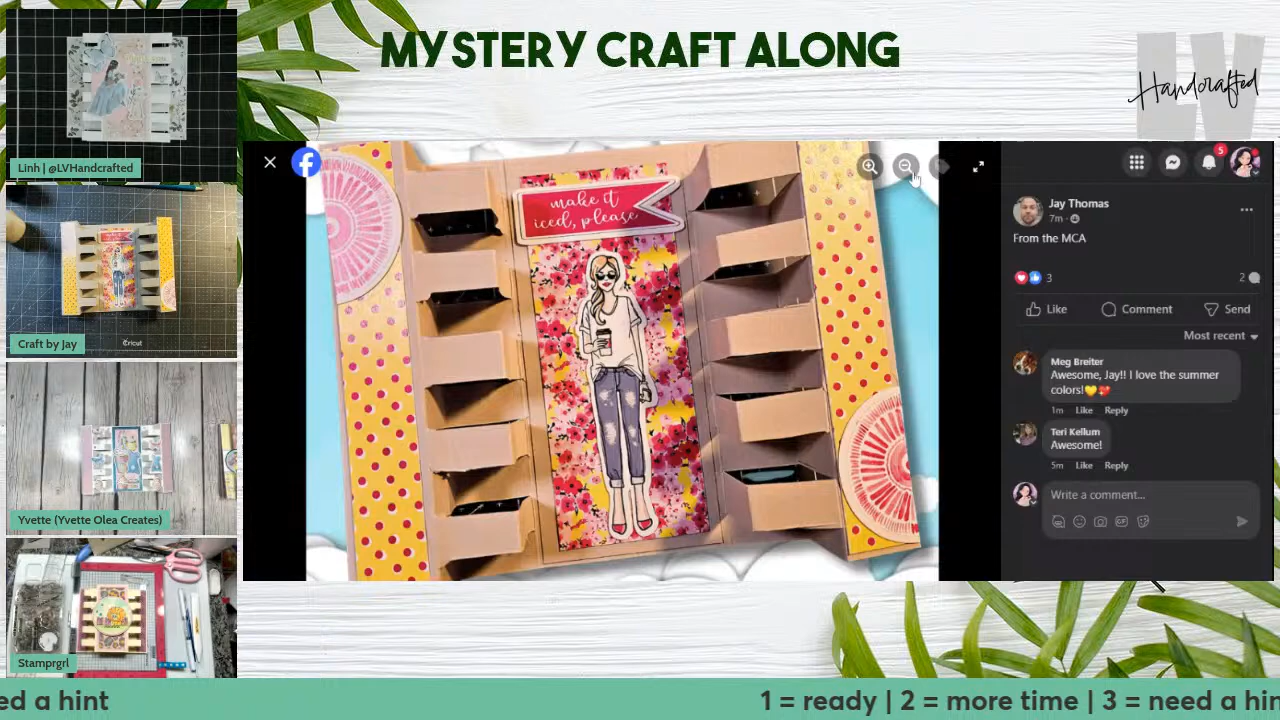 MYSTERY CRAFT ALONG
Handcrafted
Linh | @LVHandcrafted
Craft by Jay
cricut
Yvette (Yvette Olea Creates)
Stamprgrl
make it
iced, please
5
Jay Thomas
7m
From the MCA
3
2
Like
Comment
Send
Most recent
Meg Breiter
Awesome, Jay!! I love the summer
colors!💛💖
1m Like Reply
Teri Kellum
Awesome!
5m Like Reply
Write a comment...
ed a hint
1 = ready | 2 = more time | 3 = need a hin